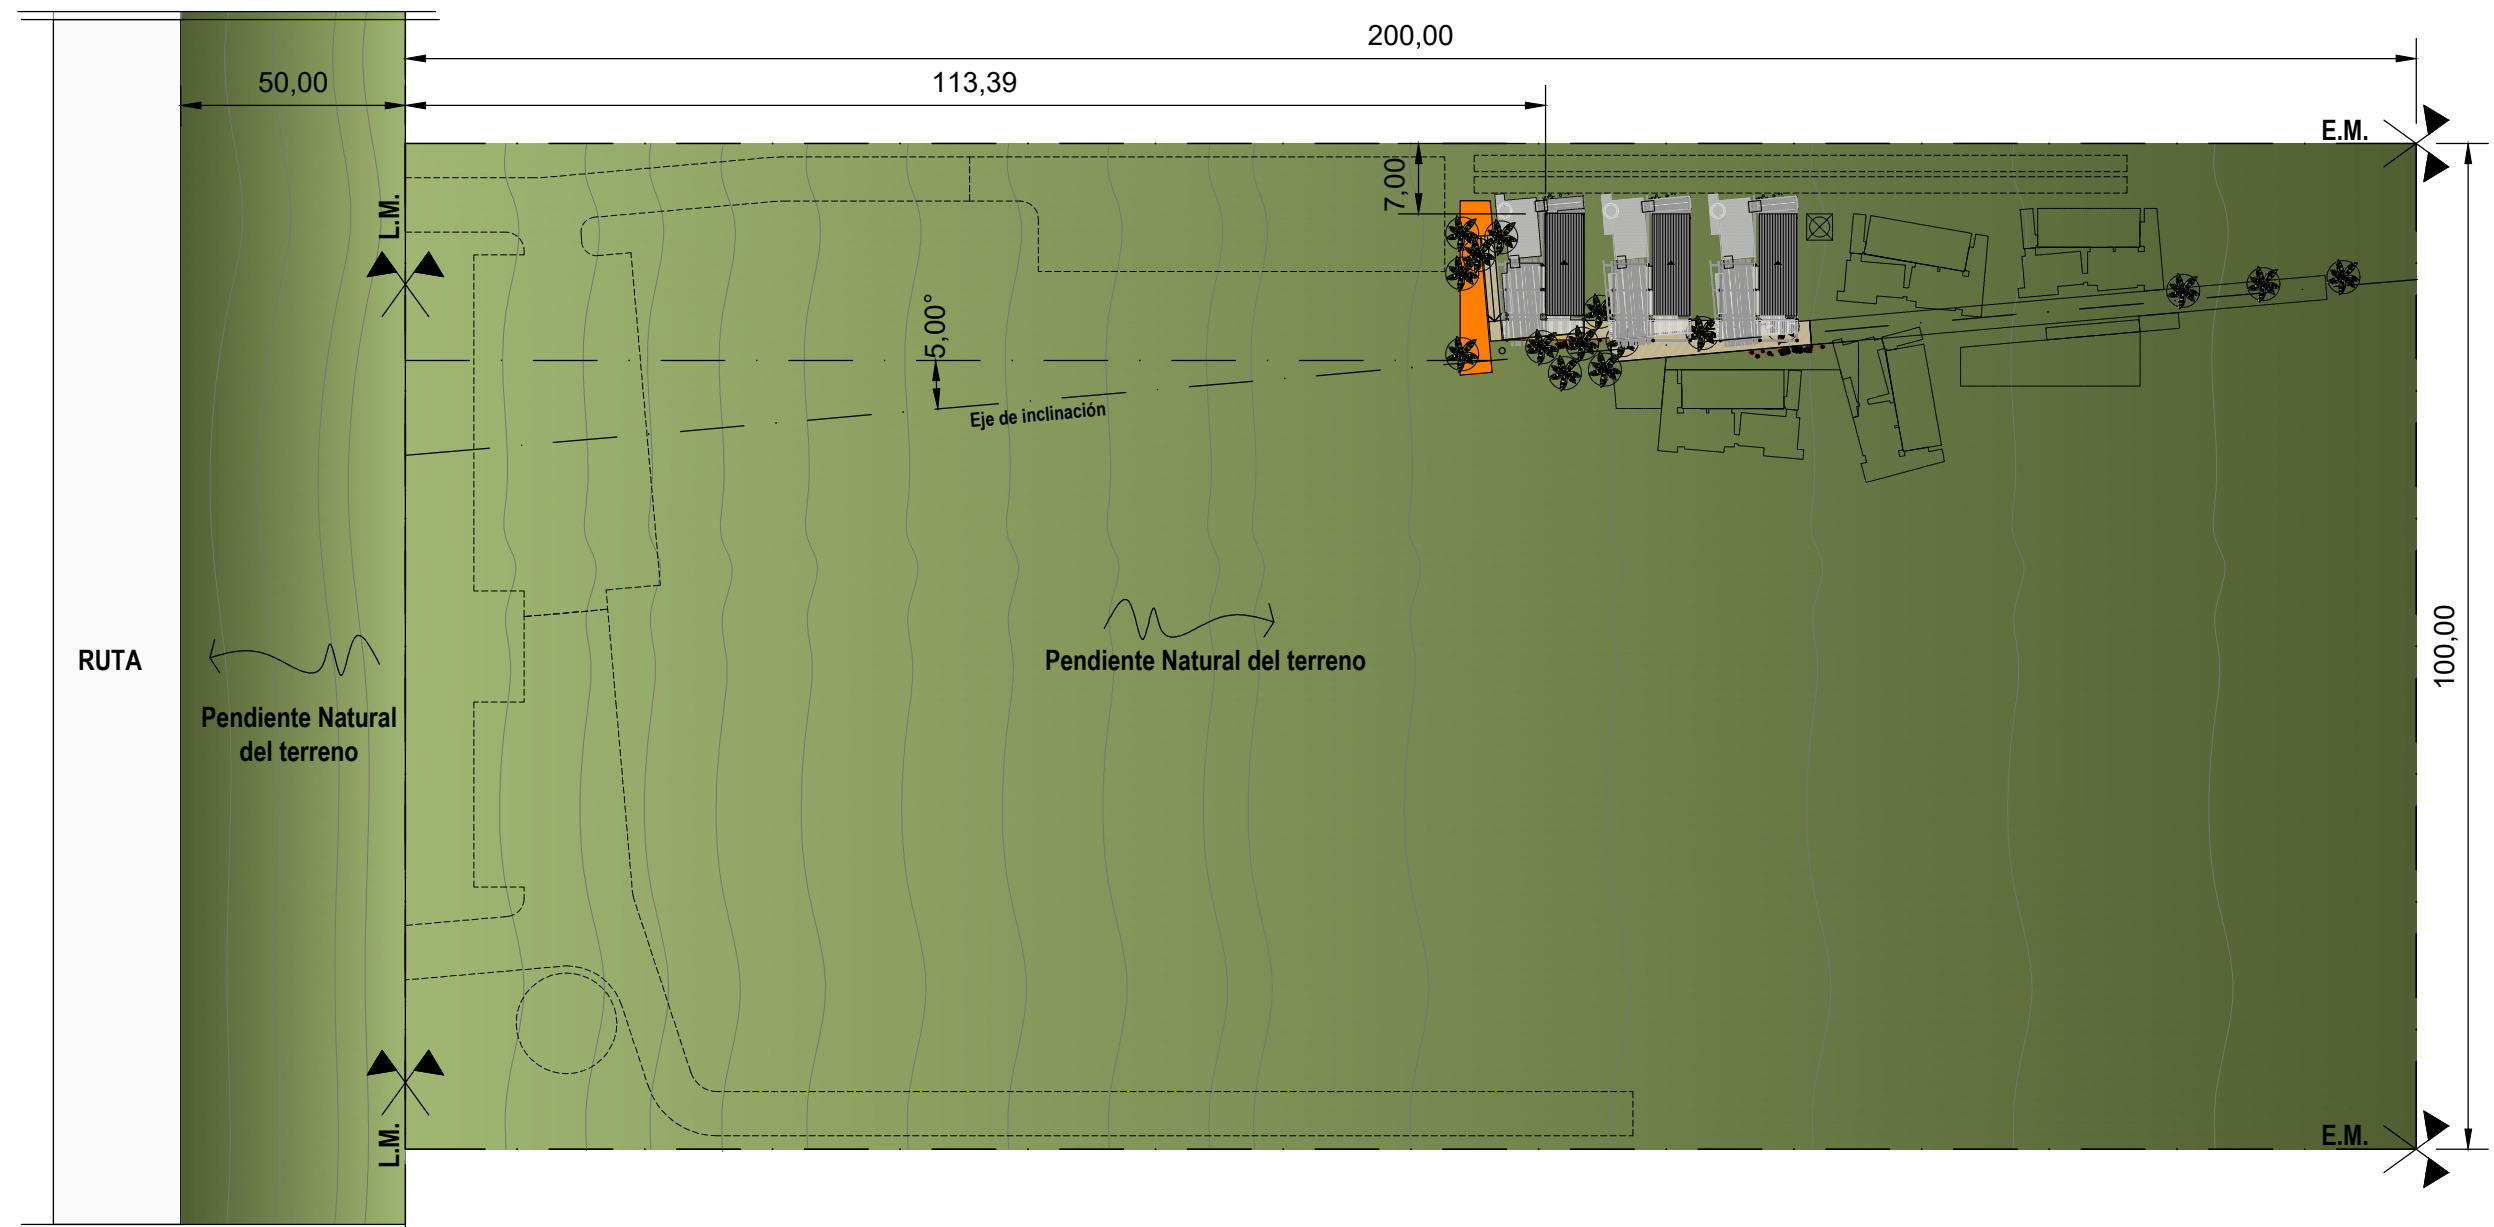 200,00
50,00
113,39
E.M.
7,00
L.M.
5,00°
Eje de inclinación
100,00
RUTA
Pendiente Natural del terreno
Pendiente Natural
del terreno
L.M.
E.M.